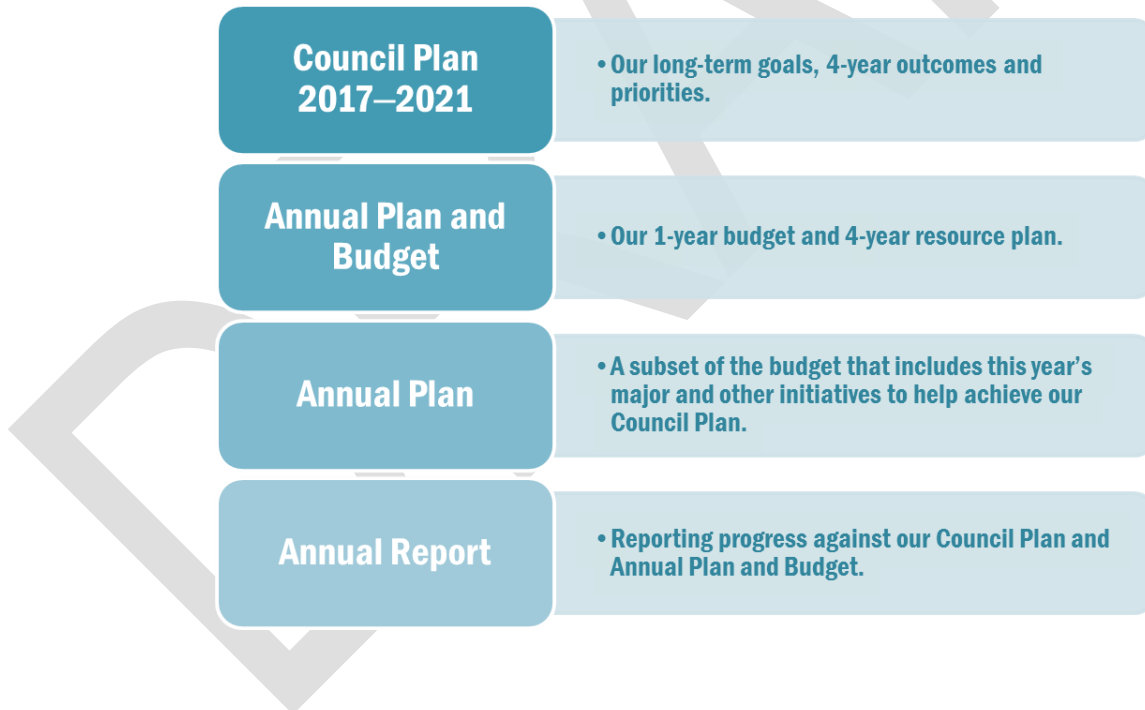 Council Plan
2017–2021
• Our long-term goals, 4-year outcomes and
priorities.
Annual Plan and
Budget
• Our 1-year budget and 4-year resource plan.
Annual Plan
• A subset of the budget that includes this year’s
major and other initiatives to help achieve our
Council Plan.
Annual Report
• Reporting progress against our Council Plan and
Annual Plan and Budget.